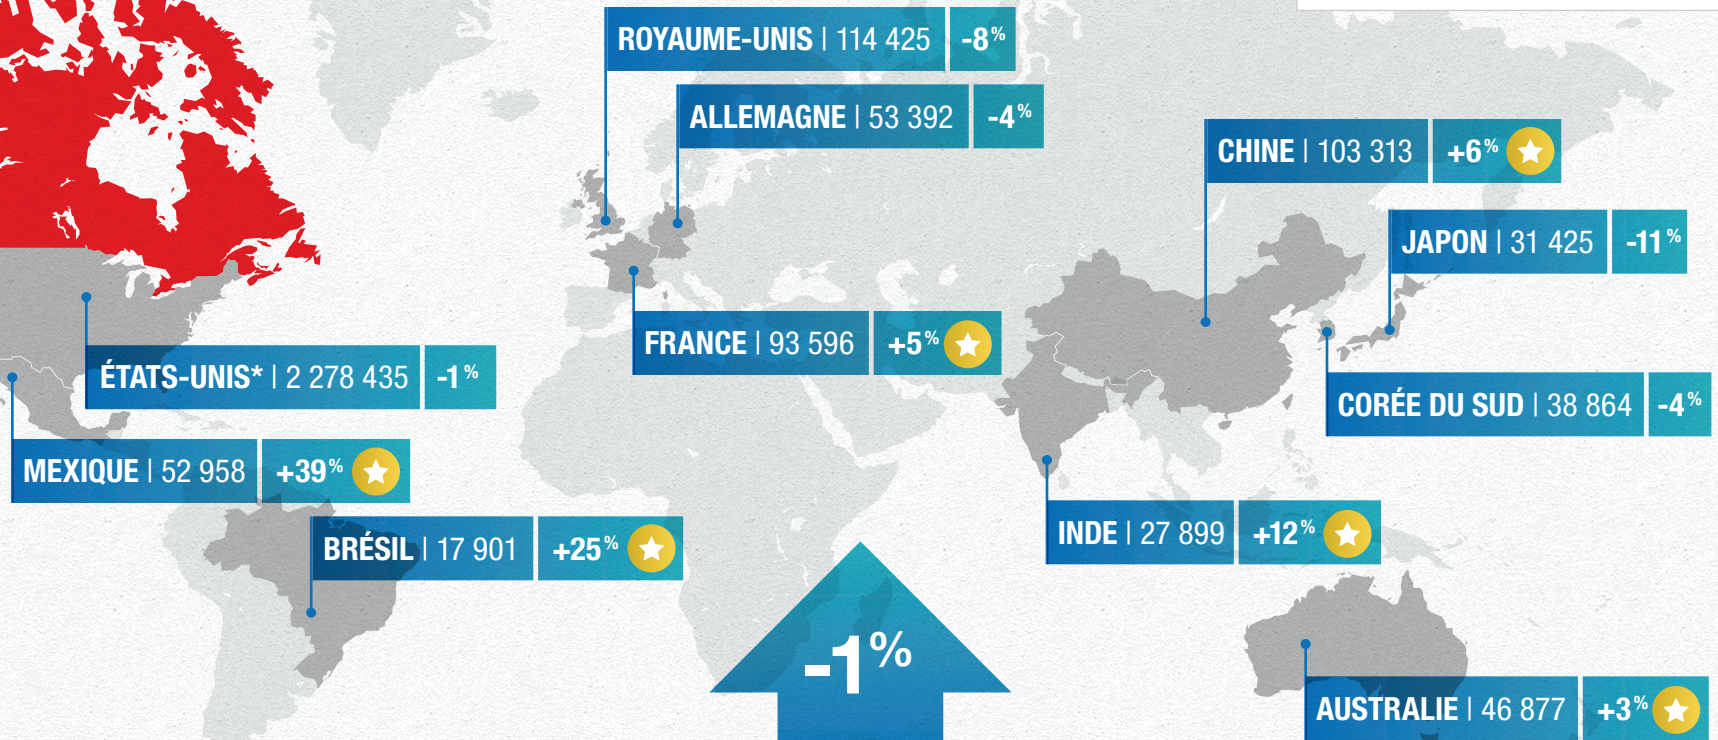 ROYAUME-UNIS | 114 425 -8%
ALLEMAGNE | 53 392 -4%
CHINE | 103 313 +6%
JAPON | 31 425 -11%
FRANCE | 93 596 +5%
ÉTATS-UNIS* | 2 278 435 -1%
CORÉE DU SUD | 38 864 -4%
MEXIQUE | 52 958 +39%
INDE | 27 899 +12%
BRÉSIL | 17 901 +25%
-1%
AUSTRALIE | 46 877 +3%